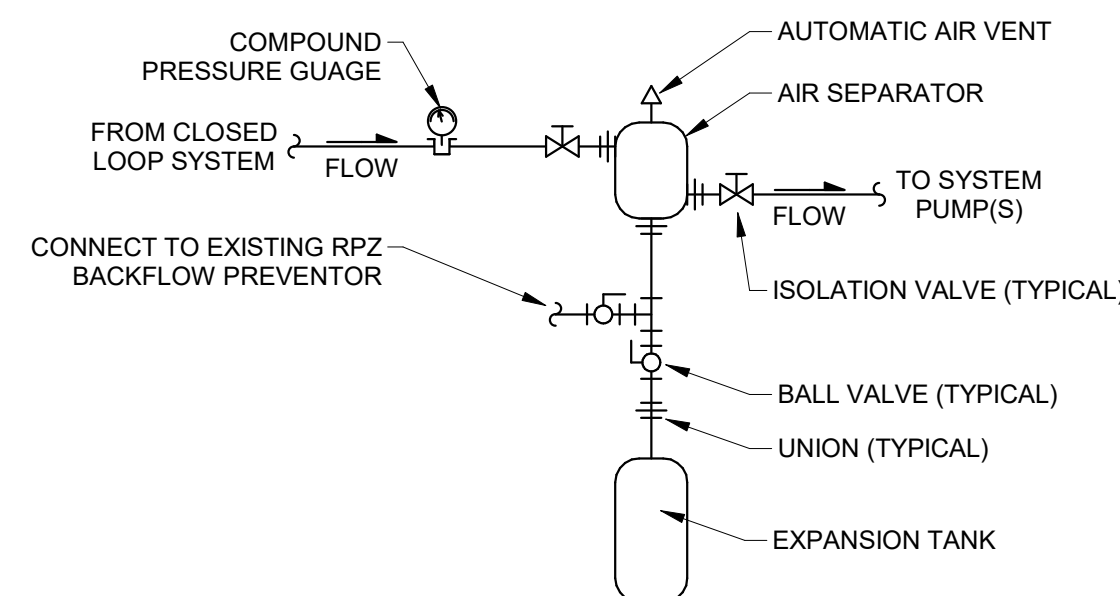 COMPOUND
PRESSURE GUAGE
AUTOMATIC AIR VENT
AIR SEPARATOR
FROM CLOSED
LOOP SYSTEM
FLOW
TO SYSTEM
PUMP(S)
FLOW
CONNECT TO EXISTING RPZ
BACKFLOW PREVENTOR
ISOLATION VALVE (TYPICAL)
BALL VALVE (TYPICAL)
UNION (TYPICAL)
EXPANSION TANK